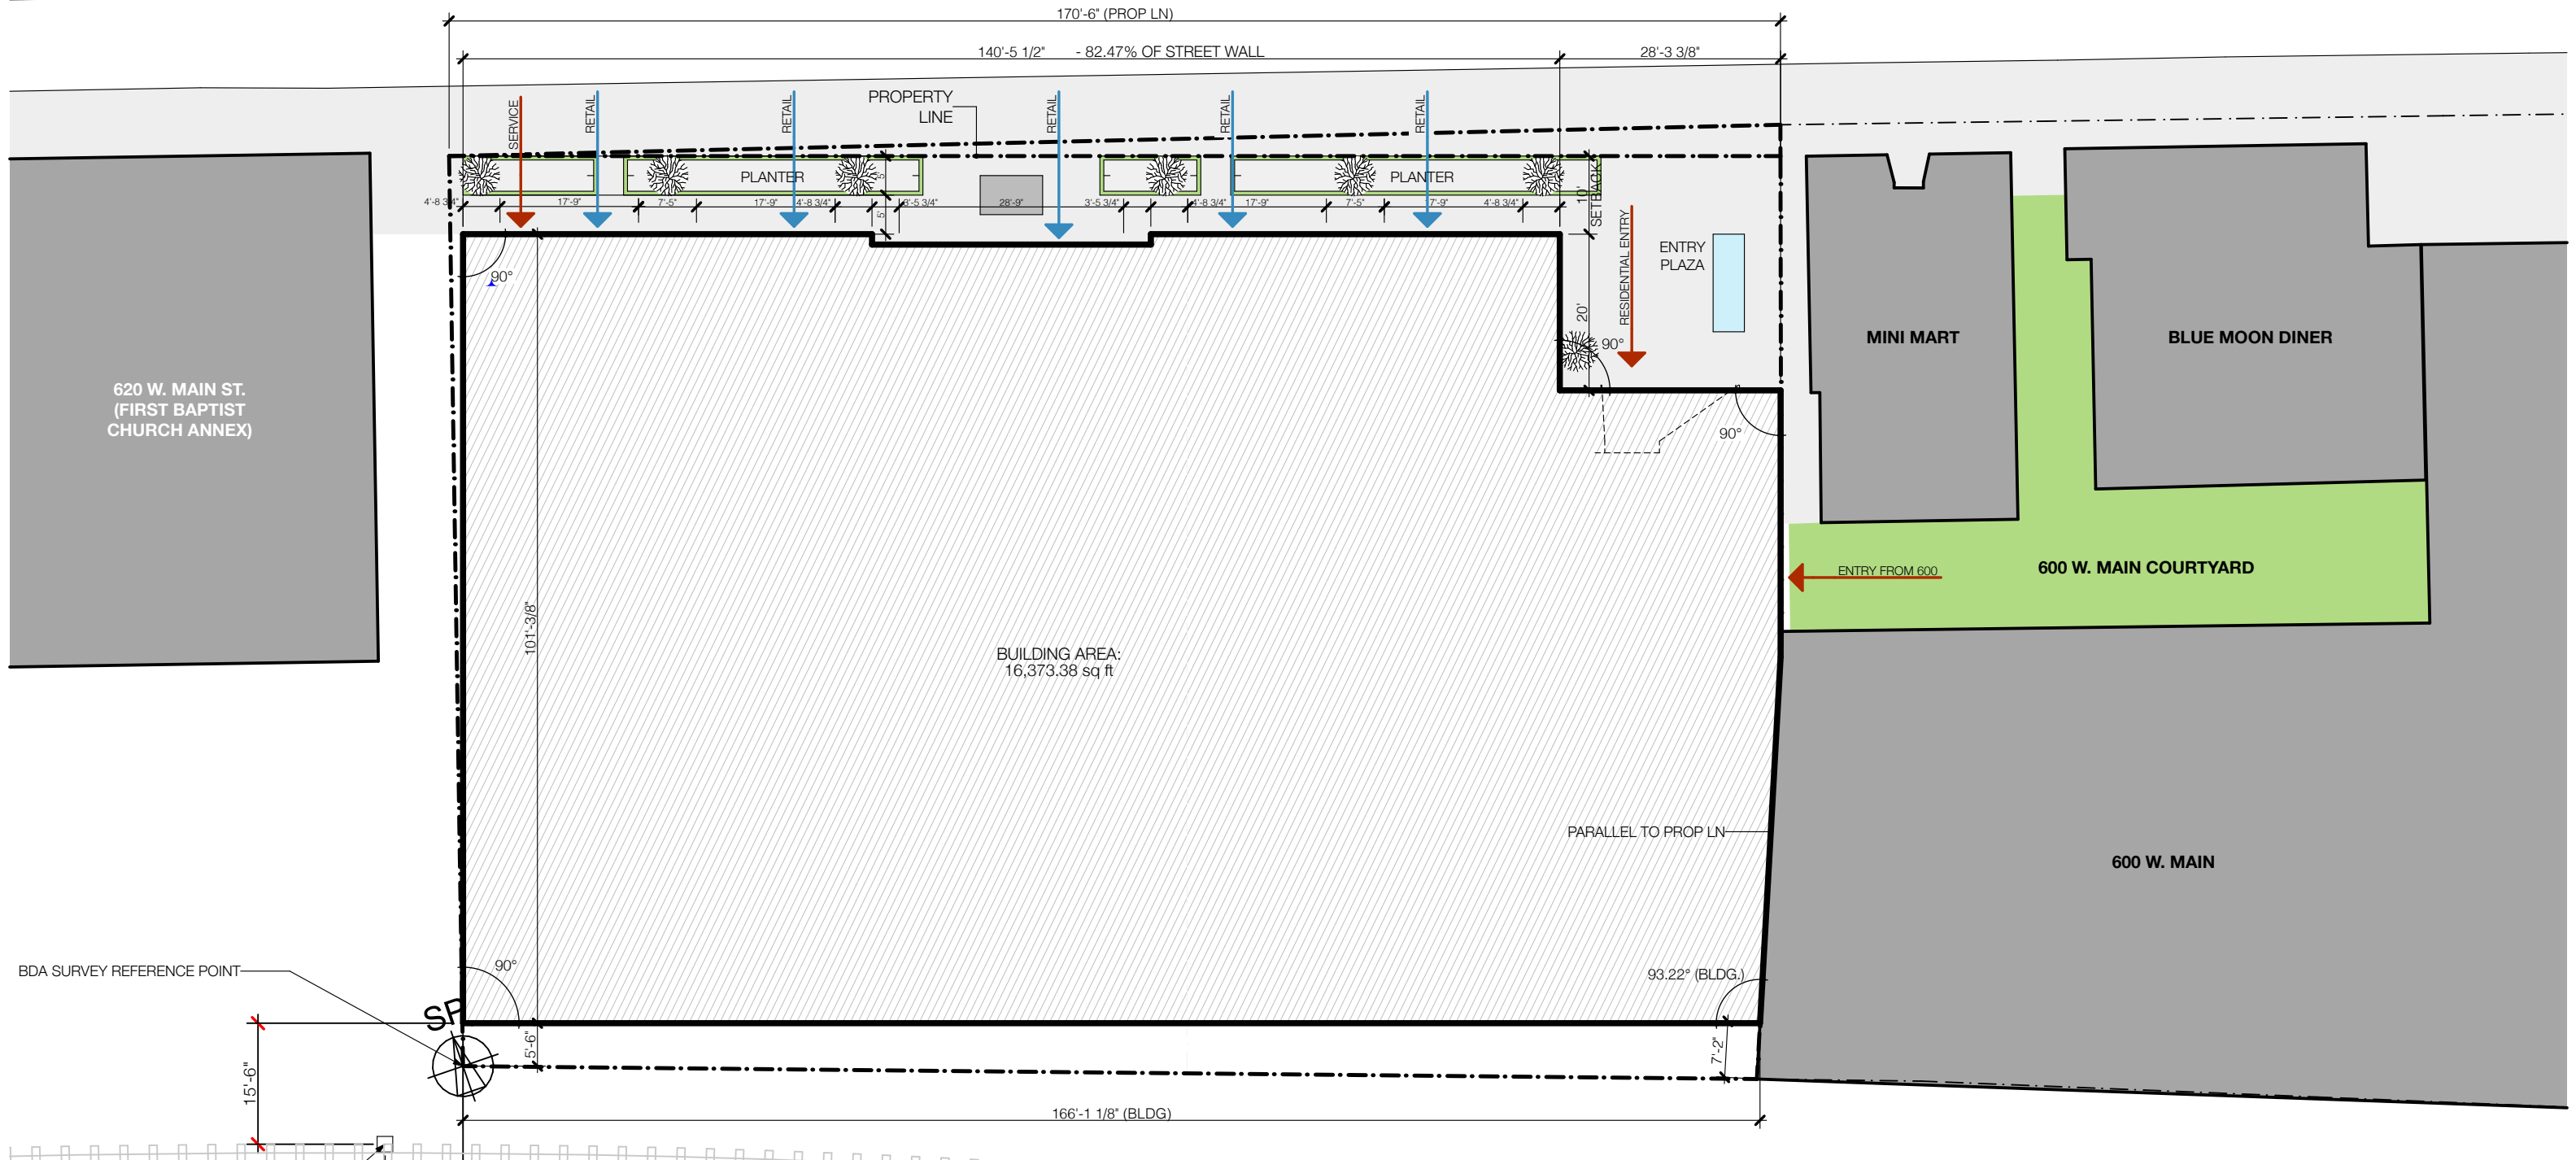 170'-6" (PROP LN)
140'-5 1/2" - 82.47% OF STREET WALL
28'-3 3/8"
SERVICE
RETAIL
RETAIL
PROPERTY
LINE
RETAIL
RETAIL
RETAIL
PLANTER
5'
PLANTER
10'
SETBACK
4'-8 3/4"
17'-9"
7'-5"
17'-9"
4'-8 3/4"
5'
3'-5 3/4"
28'-9"
3'-5 3/4"
4'-8 3/4"
17'-9"
7'-5"
17'-9"
4'-8 3/4"
RESIDENTIAL ENTRY
ENTRY
PLAZA
90°
20'
90°
90°
MINI MART
BLUE MOON DINER
620 W. MAIN ST.
(FIRST BAPTIST
CHURCH ANNEX)
ENTRY FROM 600
600 W. MAIN COURTYARD
101'-3/8"
BUILDING AREA:
16,373.38 sq ft
PARALLEL TO PROP LN
600 W. MAIN
BDA SURVEY REFERENCE POINT
90°
93.22° (BLDG.)
SP
5'-6"
7'-2"
15'-6"
166'-1 1/8" (BLDG)